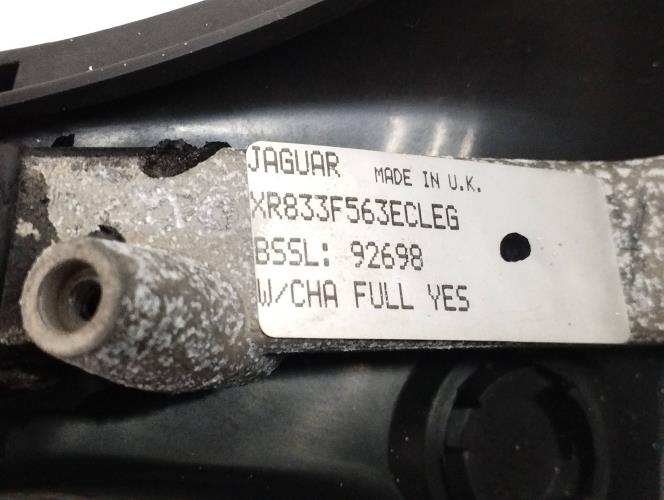 JAGUAR MADE IN U.K.
XR833F563ECLEG
BSSL: 92698
W/CHA FULL YES